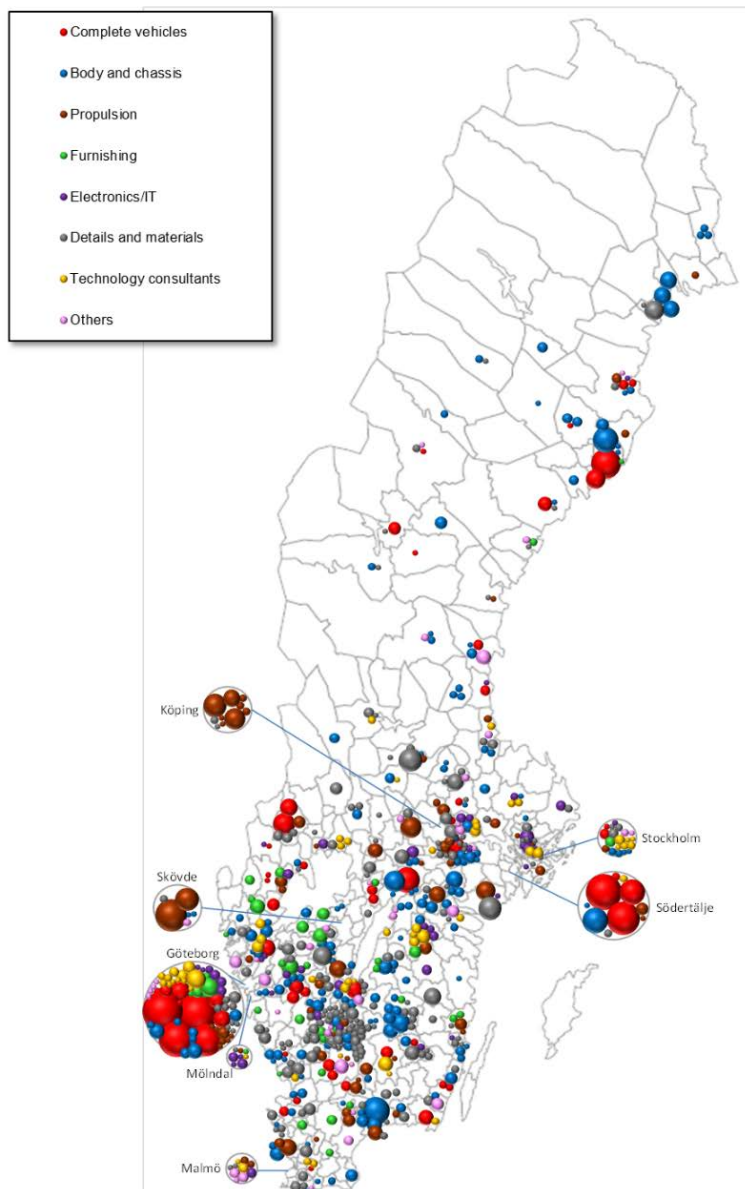 Complete vehicles
Body and chassis
Propulsion
Furnishing
Electronics/IT
Details and materials
Technology consultants
Others
Köping
Stockholm
Skövde
Södertälje
Göteborg
Mölndal
Malmö